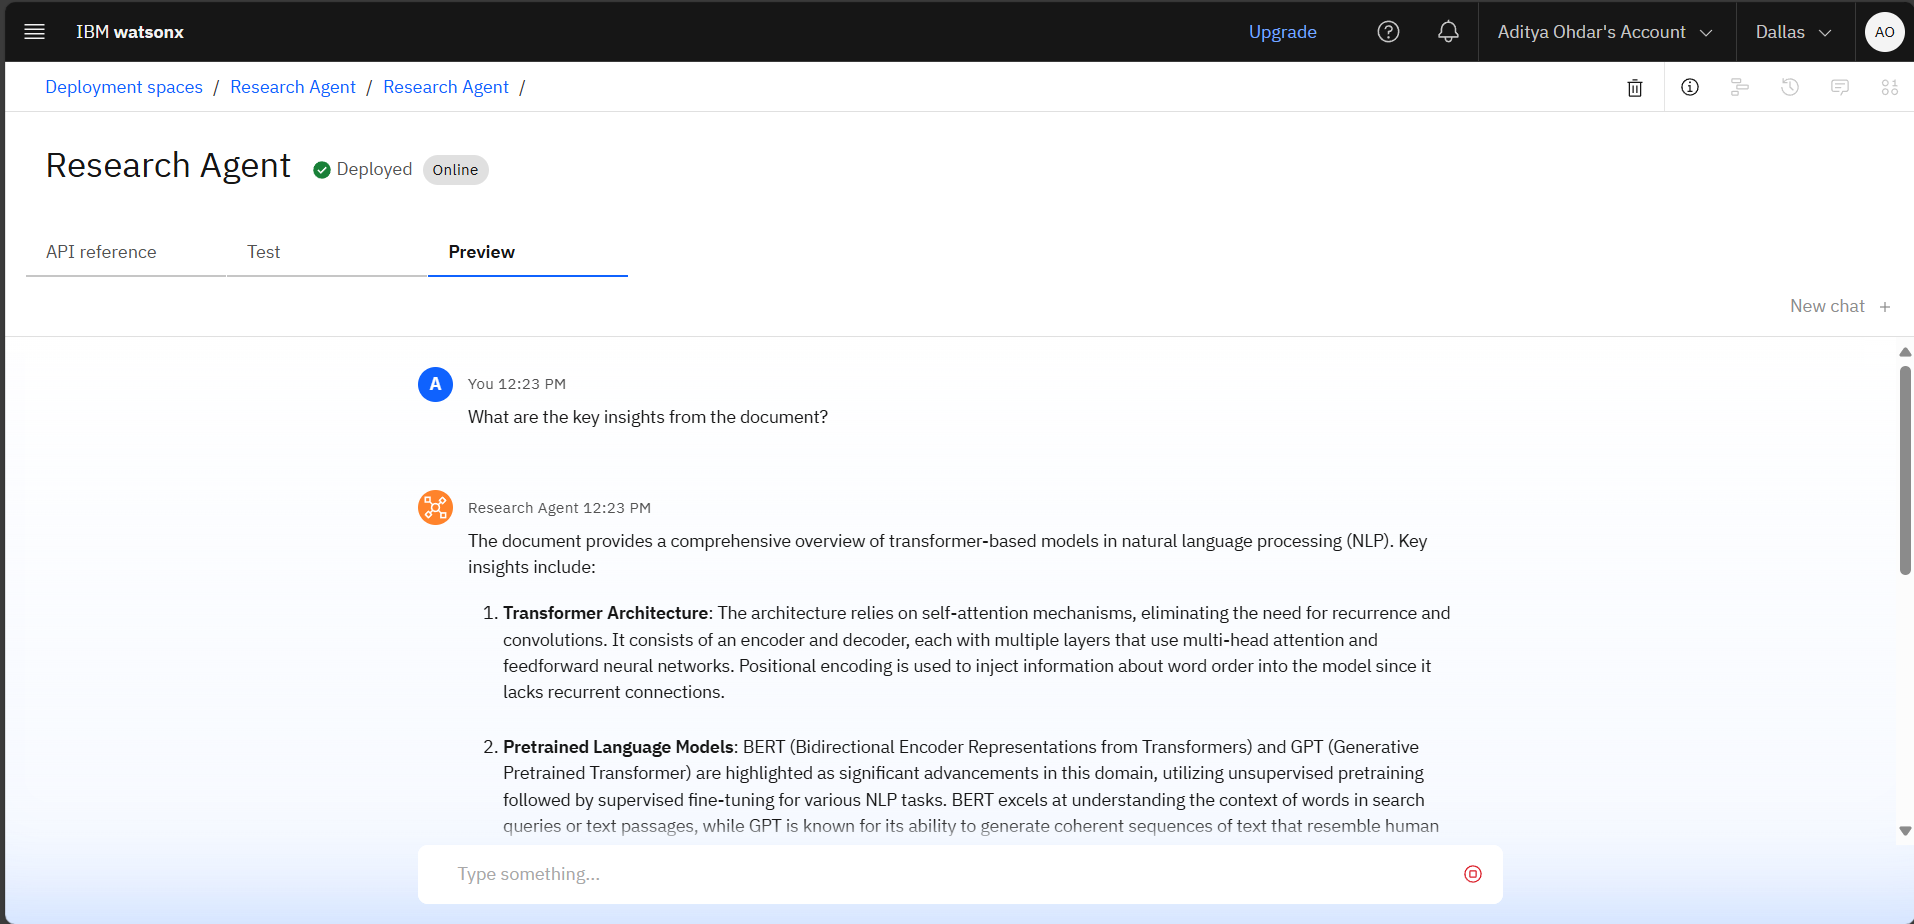 IBM watsonx
Upgrade
Aditya Ohdar's Account
Dallas
AO
Deployment spaces / Research Agent / Research Agent /
Research Agent
Deployed
Online
API reference
Test
Preview
New chat +
A
You 12:23 PM
What are the key insights from the document?
Research Agent 12:23 PM
The document provides a comprehensive overview of transformer-based models in natural language processing (NLP). Key
insights include:
1. Transformer Architecture: The architecture relies on self-attention mechanisms, eliminating the need for recurrence and
convolutions. It consists of an encoder and decoder, each with multiple layers that use multi-head attention and
feedforward neural networks. Positional encoding is used to inject information about word order into the model since it
lacks recurrent connections.
2. Pretrained Language Models: BERT (Bidirectional Encoder Representations from Transformers) and GPT (Generative
Pretrained Transformer) are highlighted as significant advancements in this domain, utilizing unsupervised pretraining
followed by supervised fine-tuning for various NLP tasks. BERT excels at understanding the context of words in search
queries or text passages, while GPT is known for its ability to generate coherent sequences of text that resemble human
Type something...